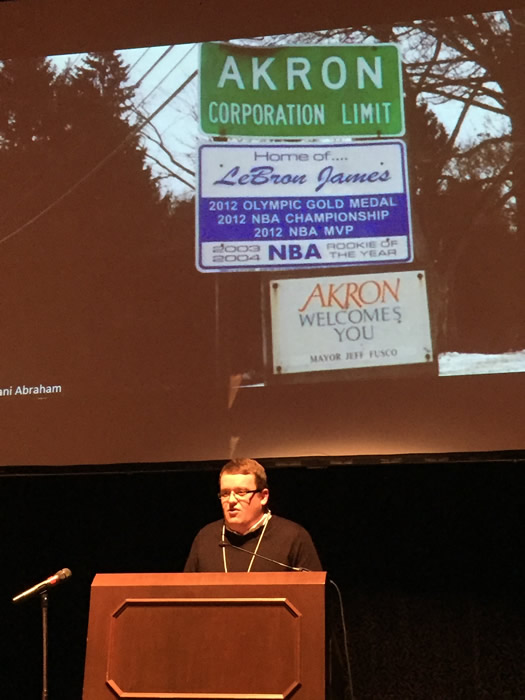 AKRON
CORPORATION LIMIT
Home of....
LeBron James
2012 OLYMPIC GOLD MEDAL
2012 NBA CHAMPIONSHIP
2012 NBA MVP
2003
2004 NBA ROOKIE OF
THE YEAR
AKRON
WELCOMES
YOU
MAYOR JEFF FUSCO
ani Abraham